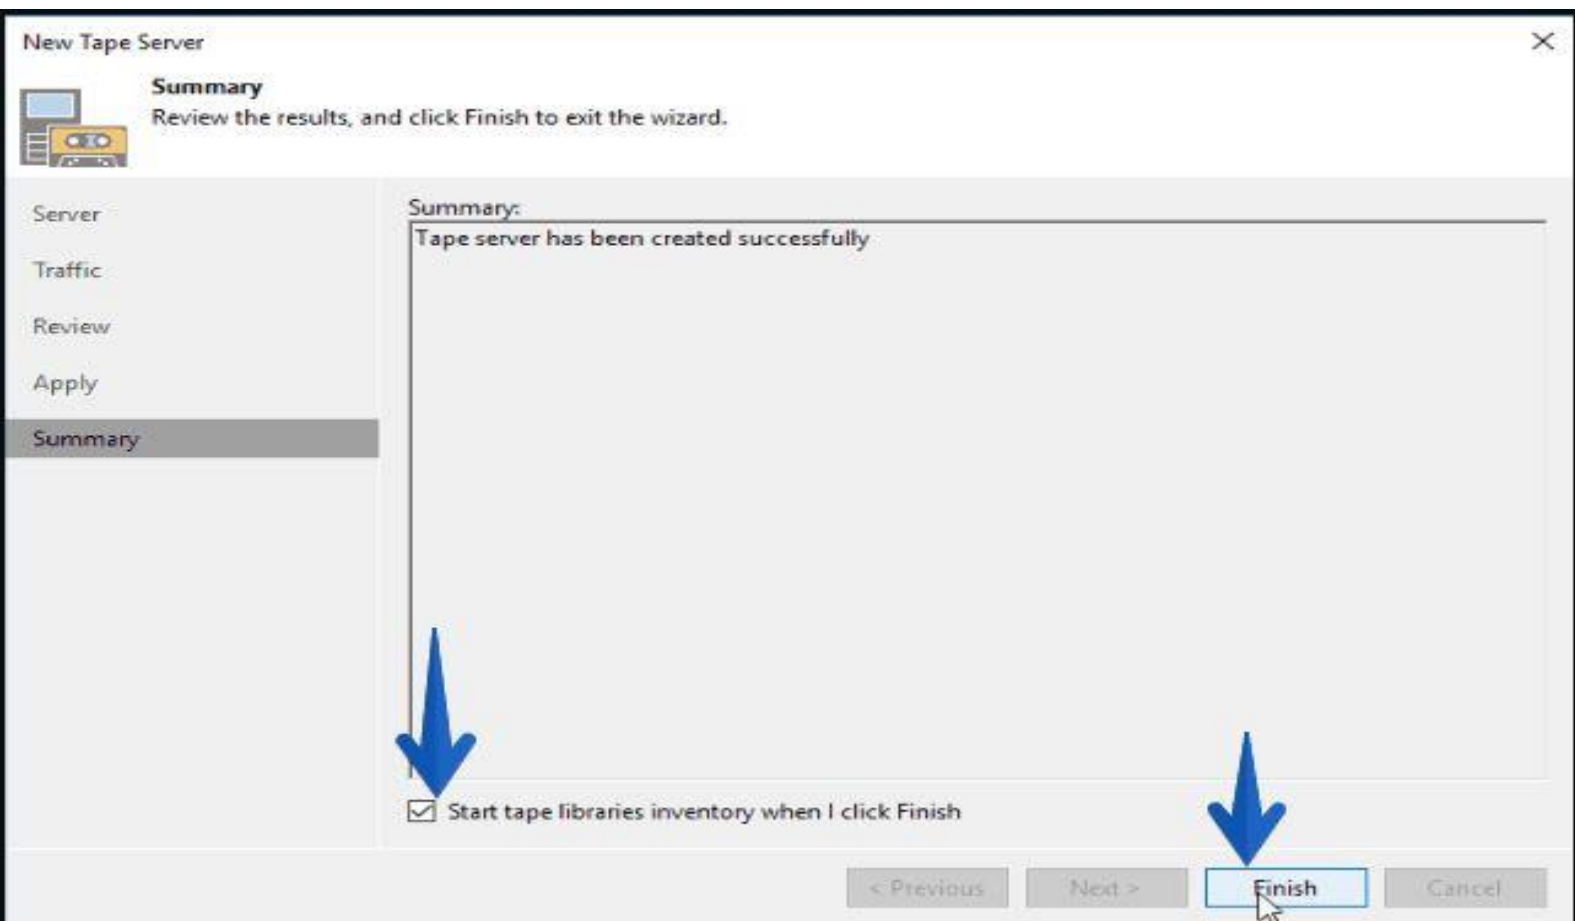 New Tape Server
Summary
Review the results, and click Finish to exit the wizard.
Server
Traffic
Review
Apply
Summary
Summary:
Tape server has been created successfully
Start tape libraries inventory when I click Finish
< Previous
Next >
Finish
Cancel